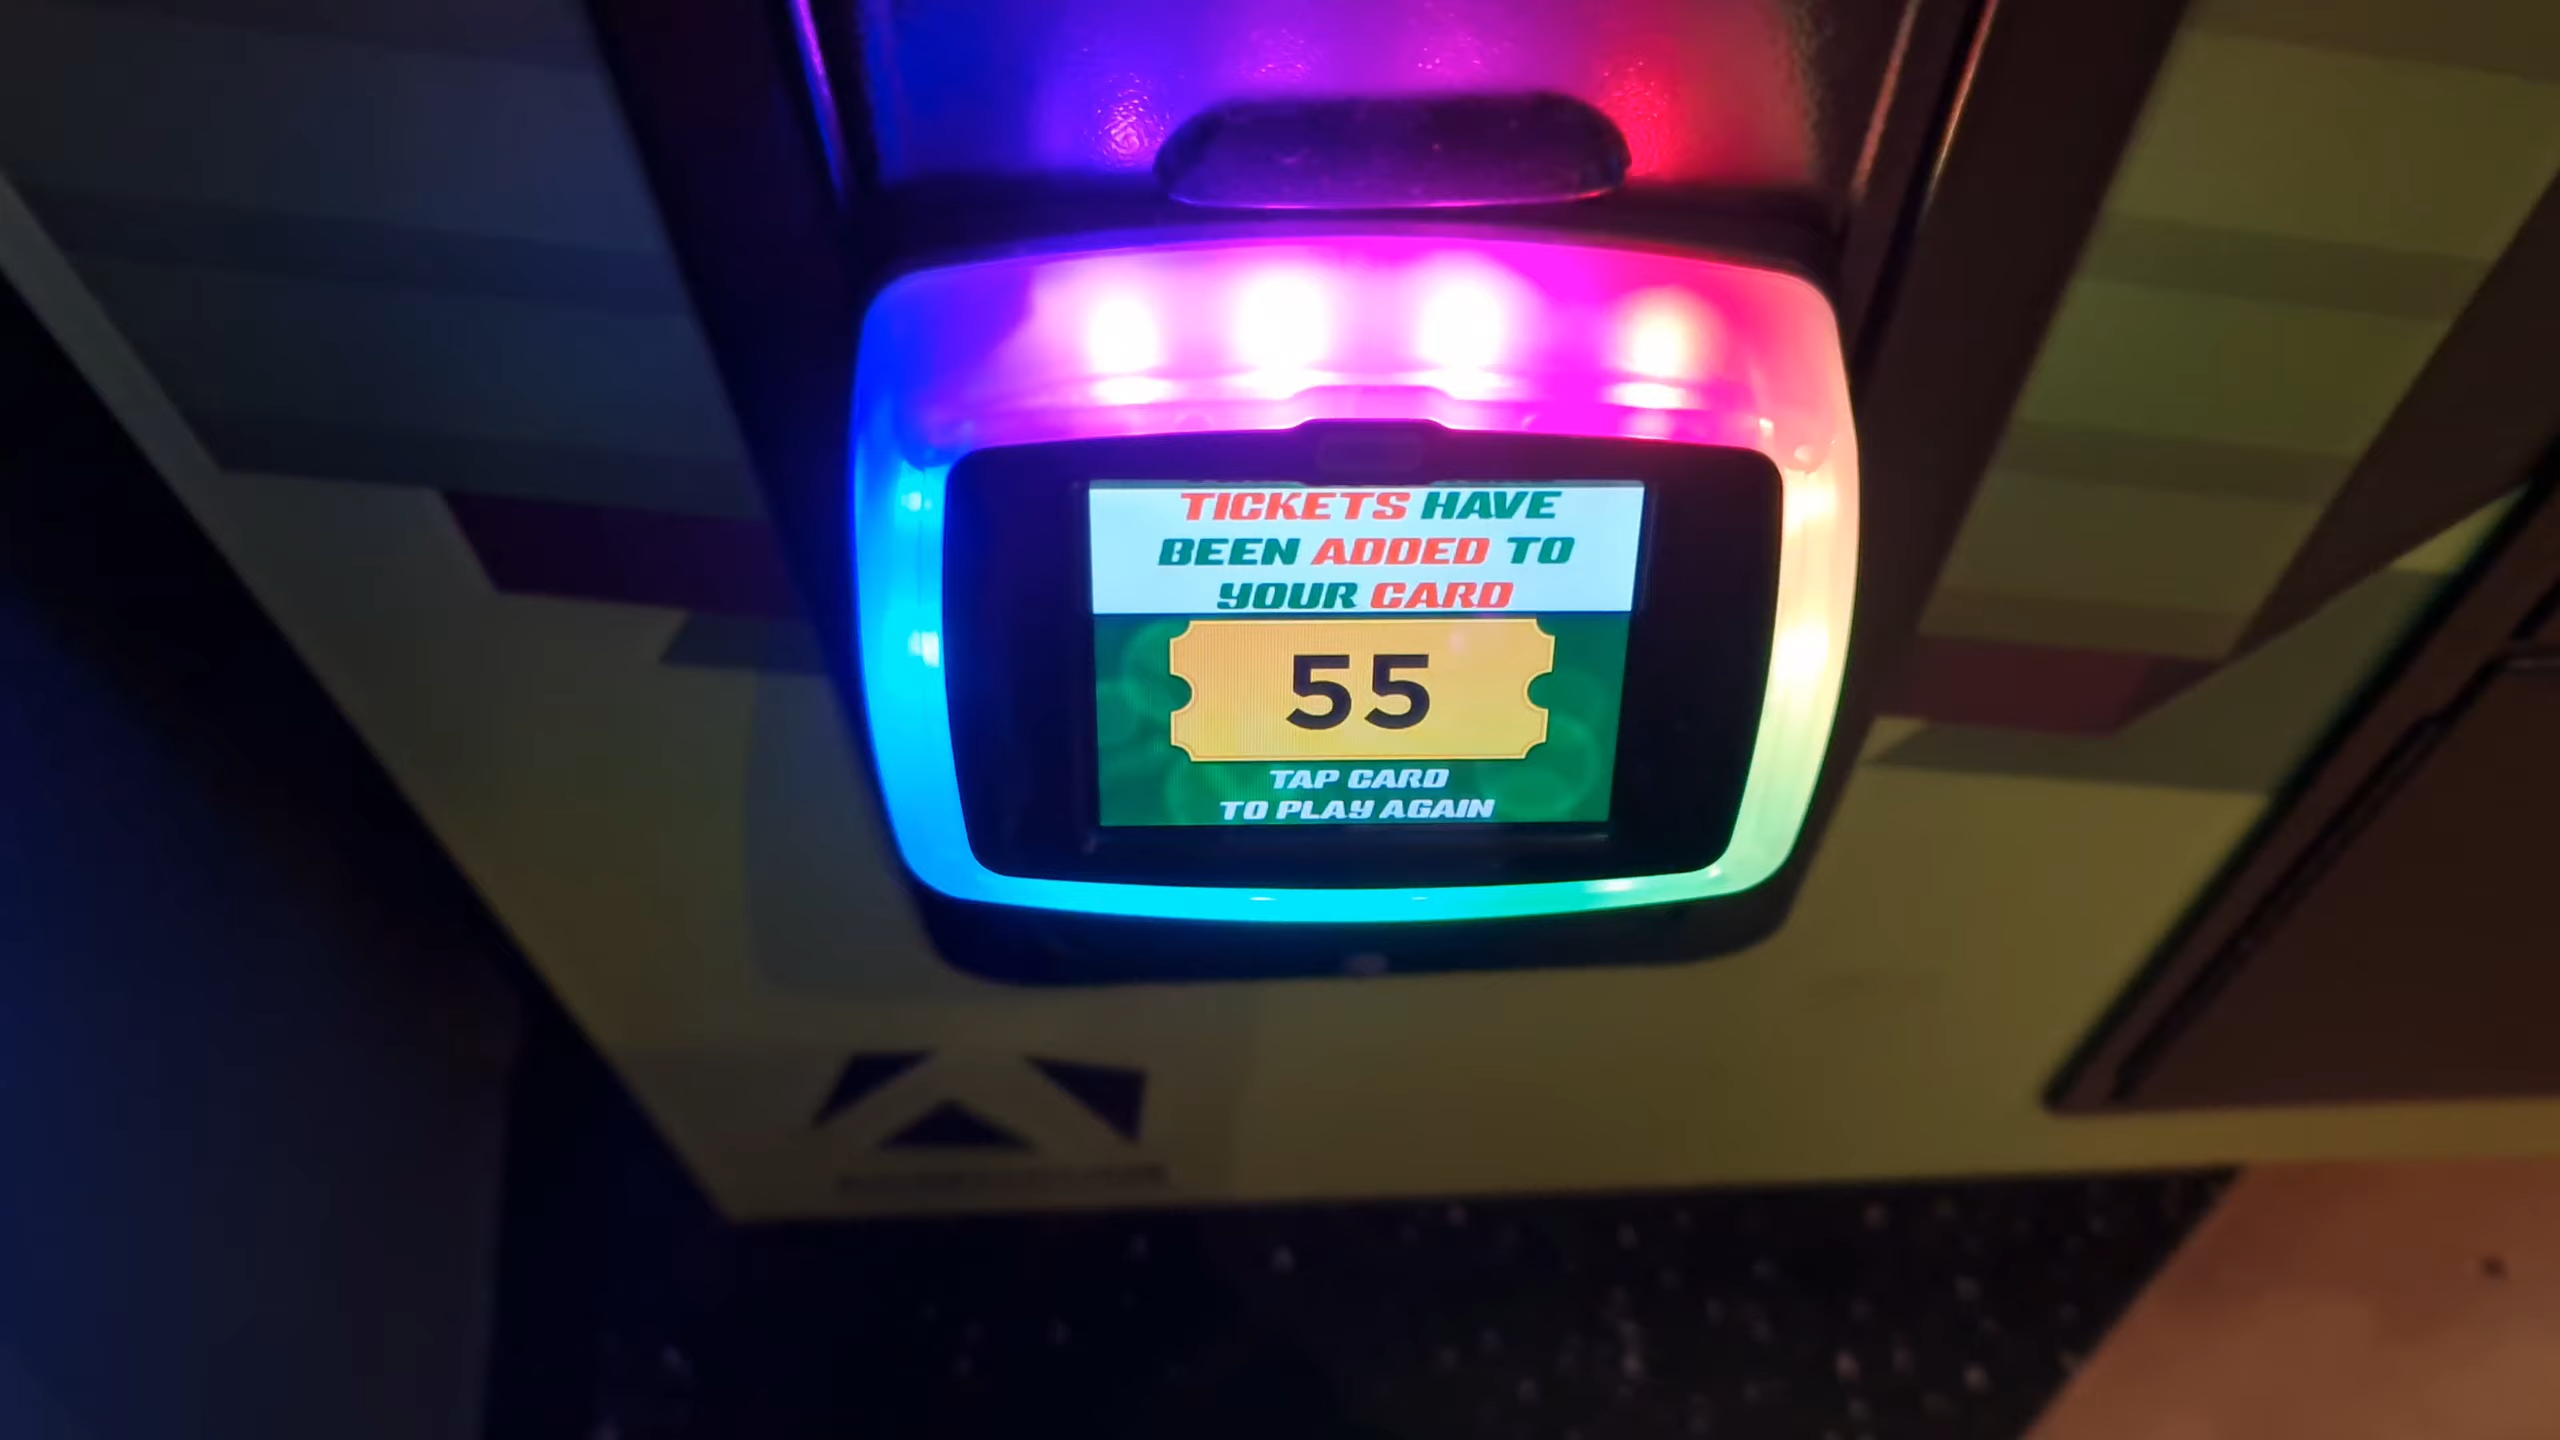 TICKETS HAVE
BEEN ADDED TO
YOUR CARD
55
TAP CARD
TO PLAY AGAIN